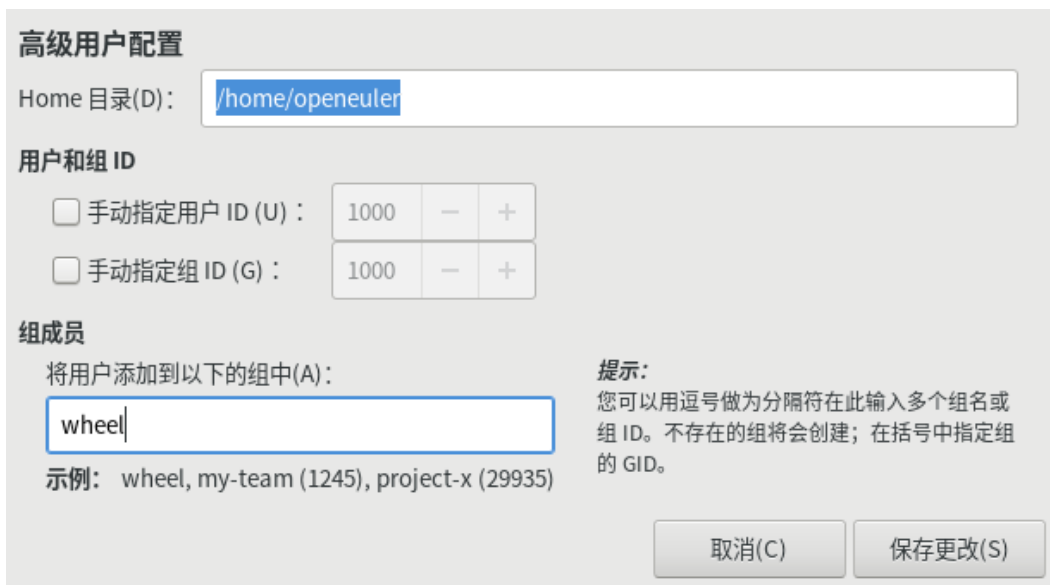 高级用户配置
Home 目录(D)： /home/openeuler
用户和组 ID
手动指定用户 ID (U)： 1000 − +
手动指定组 ID (G)： 1000 − +
组成员
将用户添加到以下的组中(A)：
wheel
示例： wheel, my-team (1245), project-x (29935)
提示：
您可以用逗号做为分隔符在此输入多个组名或
组 ID。不存在的组将会创建；在括号中指定组
的 GID。
取消(C) 保存更改(S)